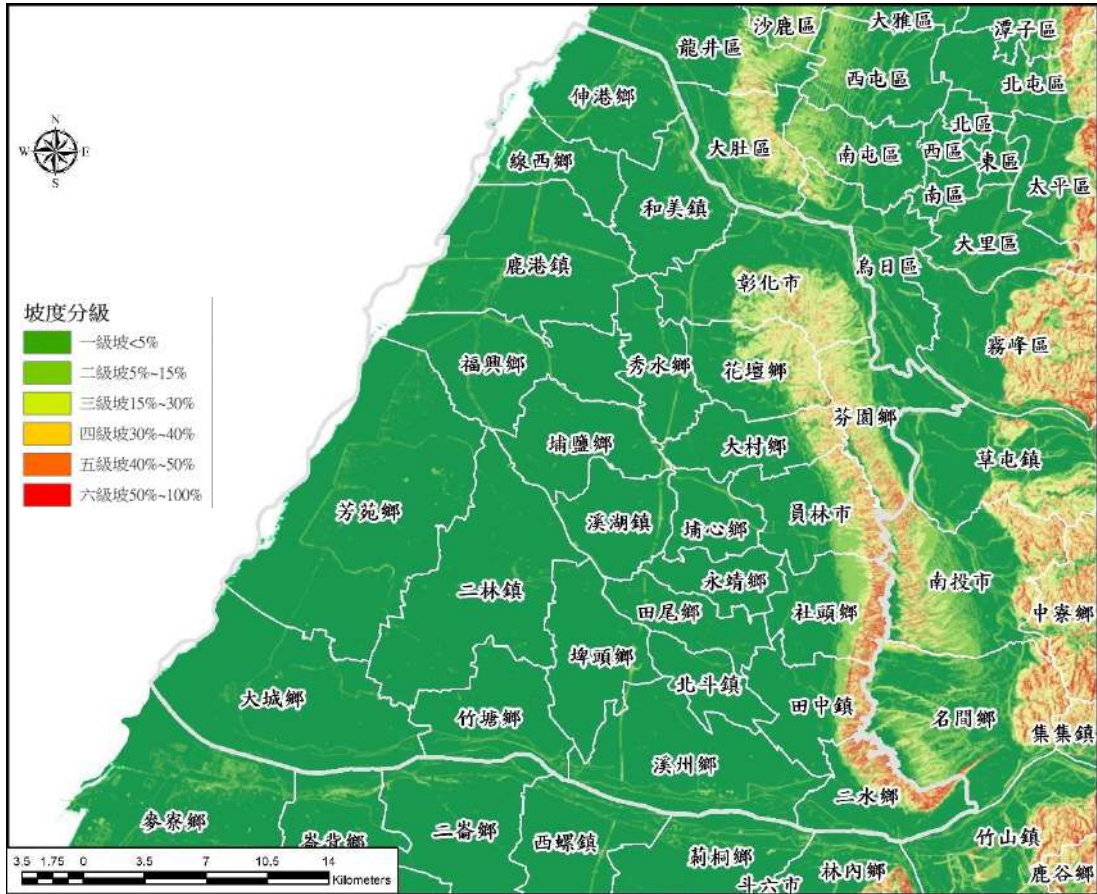 沙鹿區
大雅區
潭子區
龍井區
西屯區
北屯區
伸港鄉
北區
大肚區
南屯區
西區
東區
太平區
線西鄉
南區
和美鎮
大里區
鹿港鎮
烏日區
彰化市
霧峰區
福興鄉
秀水鄉
花壇鄉
芬園鄉
埔鹽鄉
大村鄉
草屯鎮
芳苑鄉
溪湖鎮
埔心鄉
員林市
永靖鄉
南投市
二林鎮
田尾鄉
社頭鄉
中寮鄉
埤頭鄉
北斗鎮
大城鄉
竹塘鄉
田中鎮
名間鄉
集集鎮
溪州鄉
二水鄉
麥寮鄉
崙背鄉
二崙鄉
西螺鎮
莿桐鄉
林內鄉
竹山鎮
斗六市
鹿谷鄉
N
W
E
S
坡度分級
一級坡<5%
二級坡5%~15%
三級坡15%~30%
四級坡30%~40%
五級坡40%~50%
六級坡50%~100%
3.5 1.75 0 3.5 7 10.5 14
Kilometers